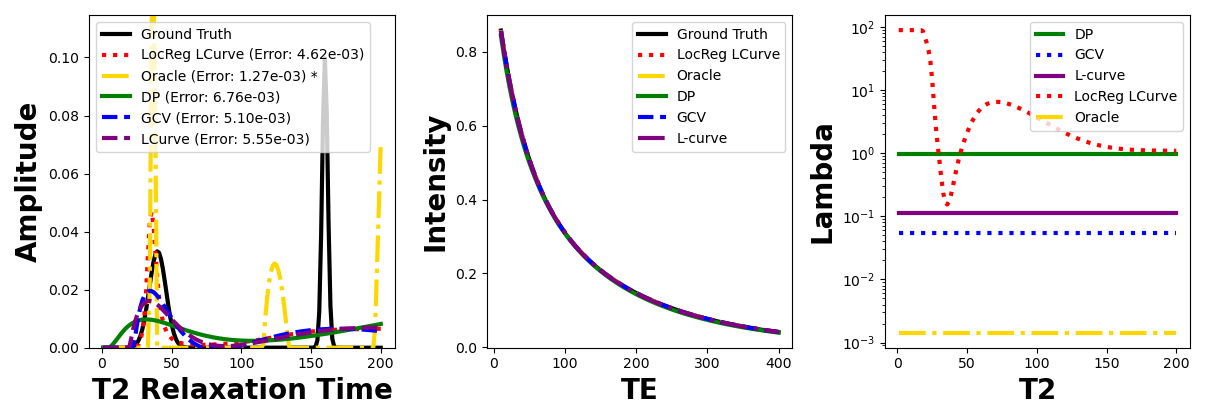 Amplitude
0.10
0.08
0.06
0.04
0.02
0.00
Ground Truth
LocReg LCurve (Error: 4.62e-03)
Oracle (Error: 1.27e-03) *
DP (Error: 6.76e-03)
GCV (Error: 5.10e-03)
LCurve (Error: 5.55e-03)
0 50 100 150 200
T2 Relaxation Time
Intensity
0.8
0.6
0.4
0.2
0.0
Ground Truth
LocReg LCurve
Oracle
DP
GCV
L-curve
0 100 200 300 400
TE
Lambda
10²
10¹
10⁰
10⁻¹
10⁻²
10⁻³
DP
GCV
L-curve
LocReg LCurve
Oracle
0 50 100 150 200
T2